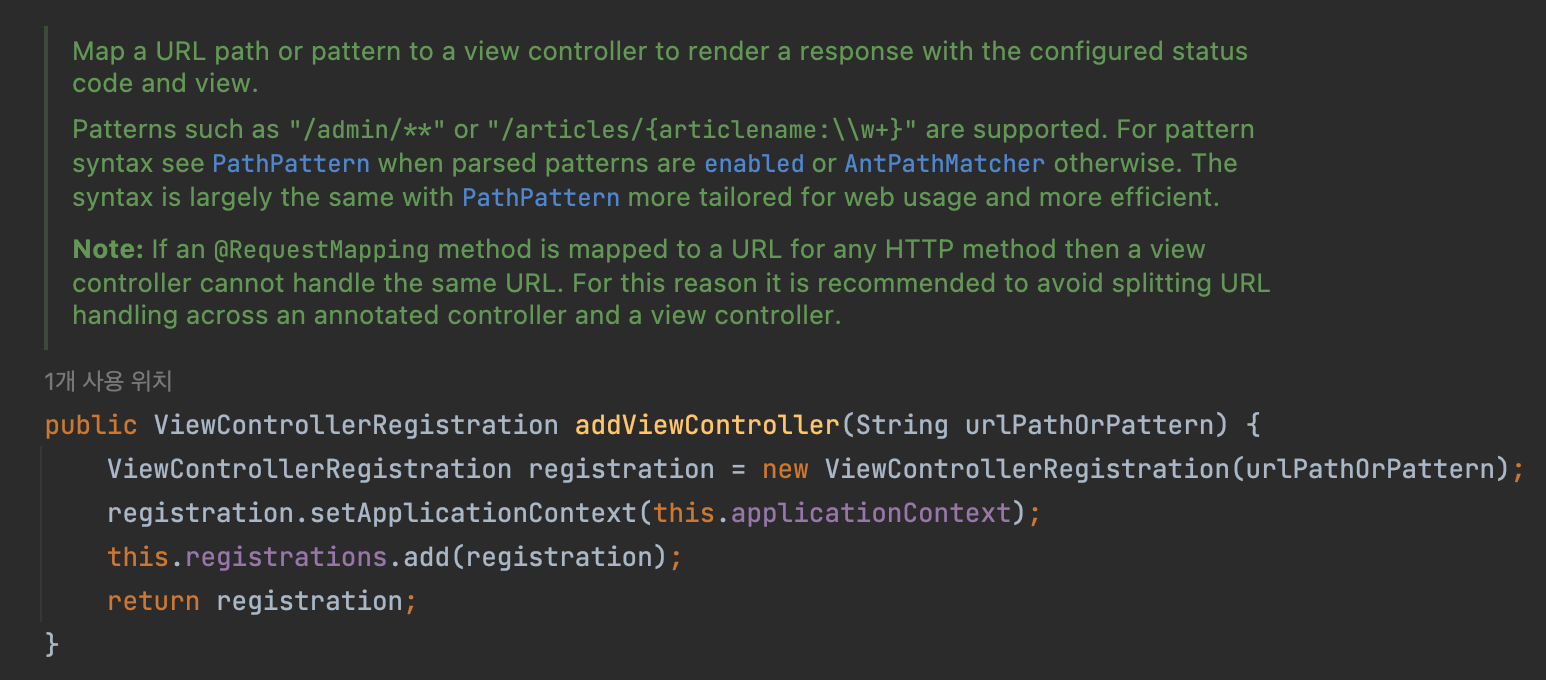 Map a URL path or pattern to a view controller to render a response with the configured status
code and view.
Patterns such as "/admin/**" or "/articles/{articlename:\\w+}" are supported. For pattern
syntax see PathPattern when parsed patterns are enabled or AntPathMatcher otherwise. The
syntax is largely the same with PathPattern more tailored for web usage and more efficient.
Note: If an @RequestMapping method is mapped to a URL for any HTTP method then a view
controller cannot handle the same URL. For this reason it is recommended to avoid splitting URL
handling across an annotated controller and a view controller.
1개 사용 위치
public ViewControllerRegistration addViewController(String urlPathOrPattern) {
    ViewControllerRegistration registration = new ViewControllerRegistration(urlPathOrPattern);
    registration.setApplicationContext(this.applicationContext);
    this.registrations.add(registration);
    return registration;
}